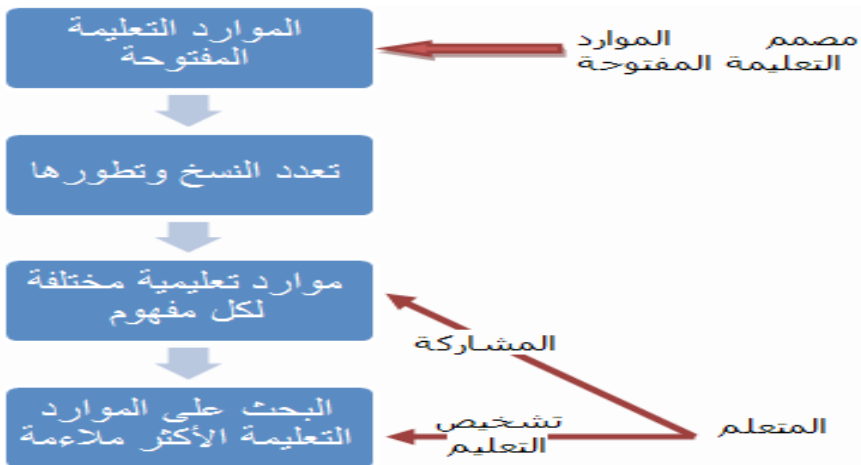 الموارد التعليمة
المفتوحة
مصمم الموارد
التعليمة المفتوحة
تعدد النسخ وتطورها
موارد تعليمية مختلفة
لكل مفهوم
المشاركة
البحث على الموارد
التعليمة الأكثر ملاءمة
تشخيص
التعليم
المتعلم